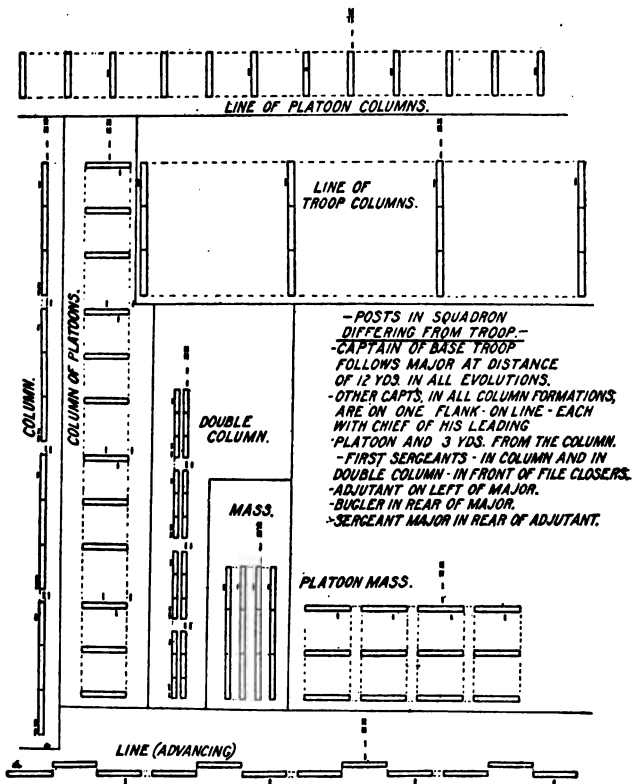 LINE OF PLATOON COLUMNS.
LINE OF
TROOP COLUMNS.
COLUMN.
COLUMN OF PLATOONS.
DOUBLE
COLUMN.
MASS.
-POSTS IN SQUADRON
DIFFERING FROM TROOP.-
-CAPTAIN OF BASE TROOP
FOLLOWS MAJOR AT DISTANCE
OF 12 YDS. IN ALL EVOLUTIONS.
-OTHER CAPTS. IN ALL COLUMN FORMATIONS,
ARE ON ONE FLANK - ON LINE - EACH
WITH CHIEF OF HIS LEADING
PLATOON AND 3 YDS. FROM THE COLUMN.
-FIRST SERGEANTS - IN COLUMN AND IN
DOUBLE COLUMN - IN FRONT OF FILE CLOSERS.
-ADJUTANT ON LEFT OF MAJOR.
-BUGLER IN REAR OF MAJOR.
-SERGEANT MAJOR IN REAR OF ADJUTANT.
PLATOON MASS.
LINE (ADVANCING)